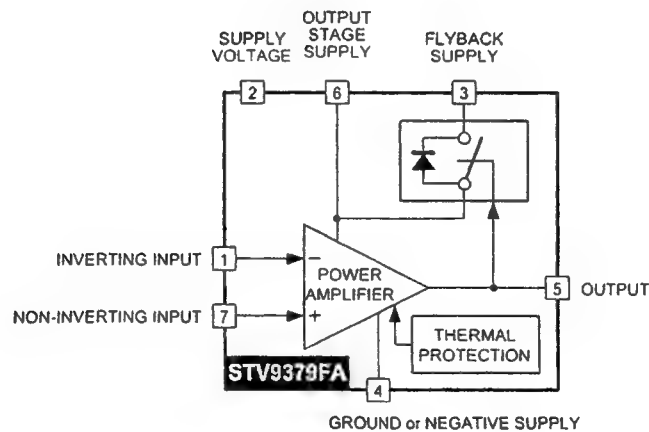 OUTPUT
STAGE
SUPPLY
SUPPLY
VOLTAGE
FLYBACK
SUPPLY
2
6
3
INVERTING INPUT
1
−
POWER
AMPLIFIER
5
OUTPUT
NON-INVERTING INPUT
7
+
THERMAL
PROTECTION
STV9379FA
4
GROUND or NEGATIVE SUPPLY